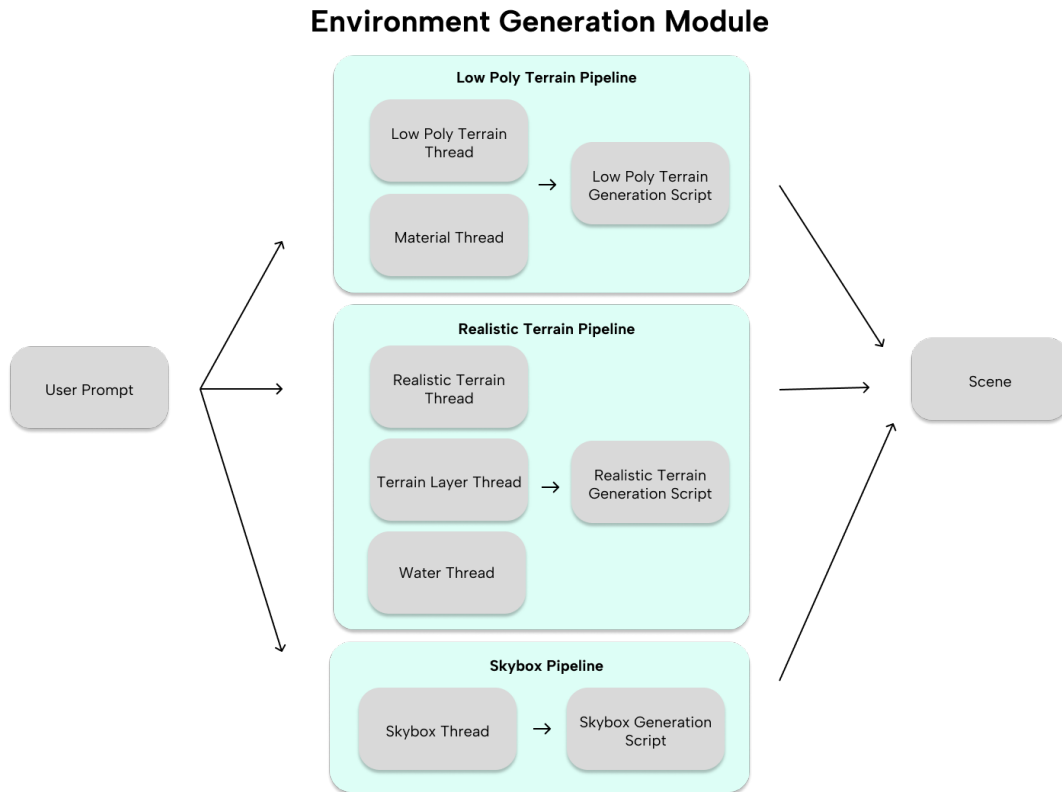 Environment Generation Module
Low Poly Terrain Pipeline
Low Poly Terrain
Thread
Material Thread
Low Poly Terrain
Generation Script
User Prompt
Realistic Terrain Pipeline
Realistic Terrain
Thread
Terrain Layer Thread
Water Thread
Realistic Terrain
Generation Script
Skybox Pipeline
Skybox Thread
Skybox Generation
Script
Scene